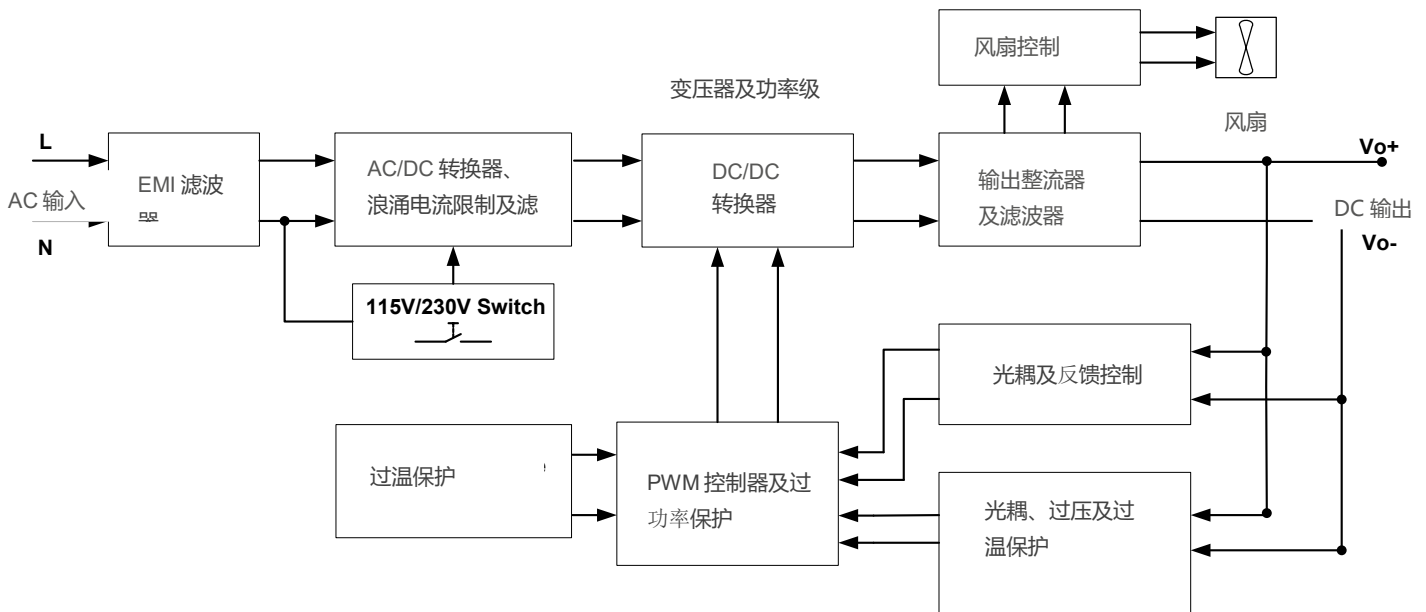 风扇控制
变压器及功率级
风扇
L
Vo+
AC 输入
EMI 滤波
器
AC/DC 转换器、
浪涌电流限制及滤
DC/DC
转换器
输出整流器
及滤波器
DC 输出
N
Vo-
115V/230V Switch
光耦及反馈控制
过温保护
PWM 控制器及过
功率保护
光耦、过压及过
温保护